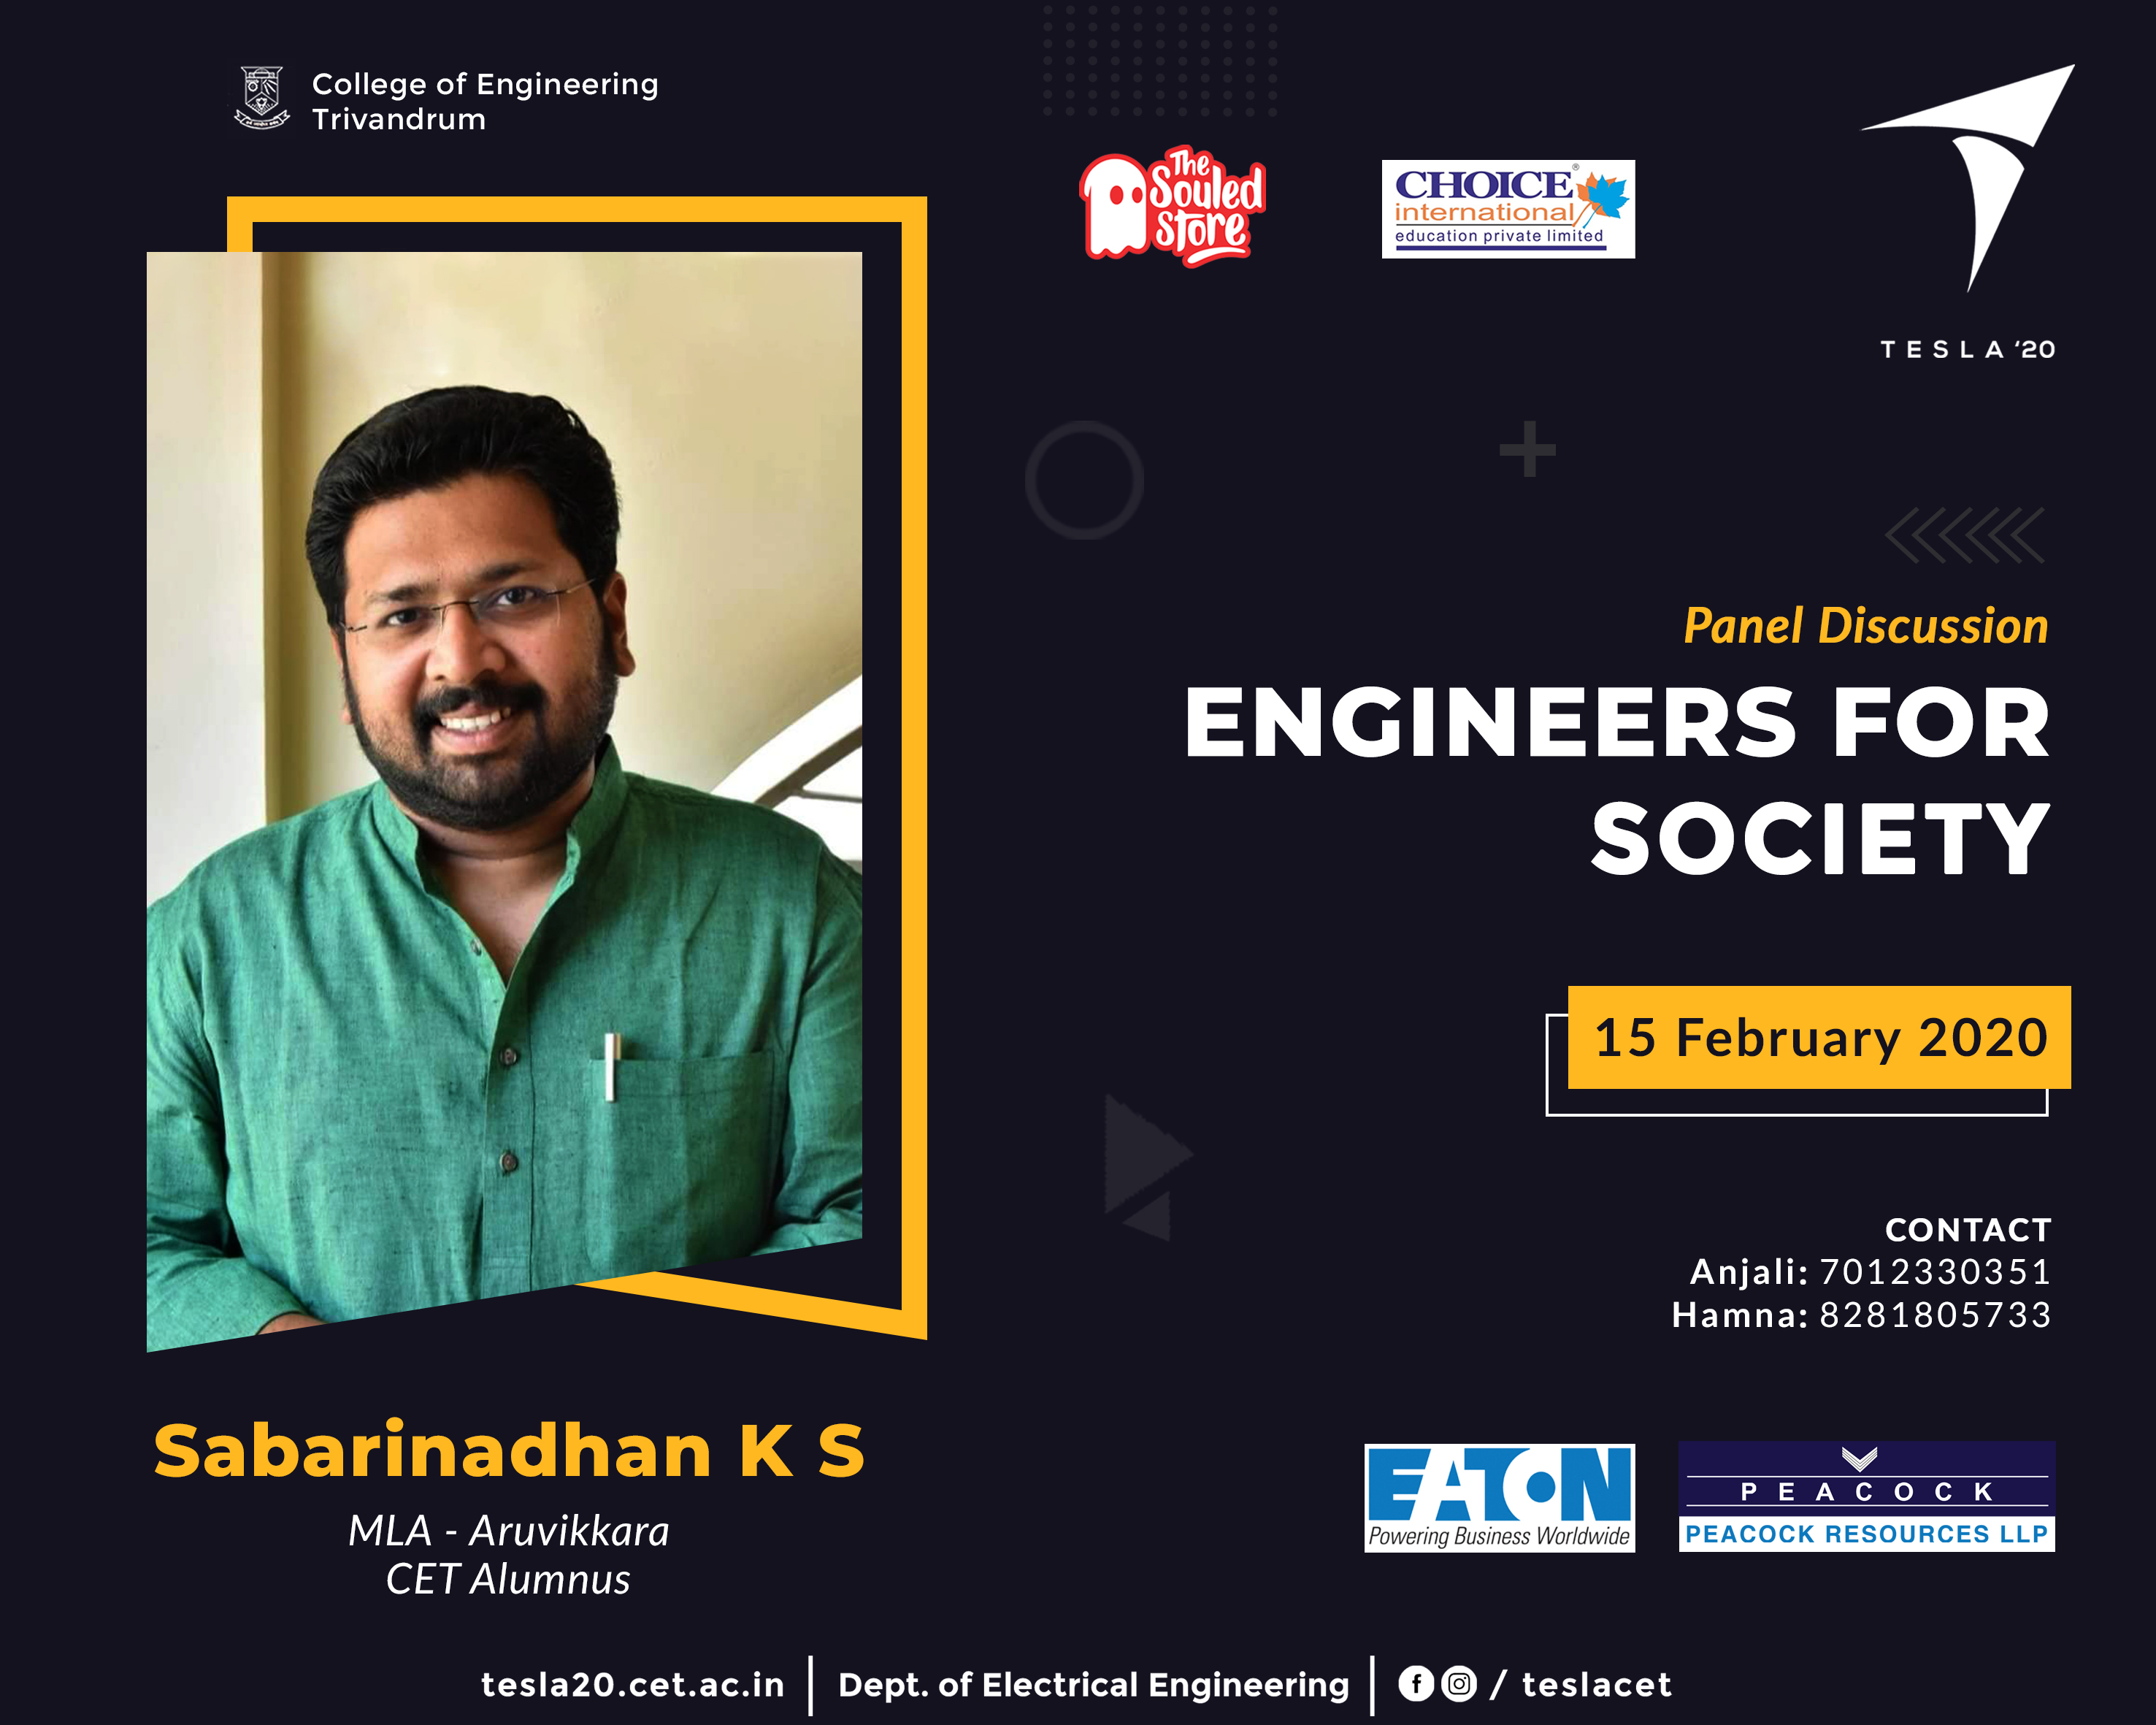 College of Engineering
Trivandrum
The
Souled
Store
CHOICE®
international
education private limited
TESLA ‘20
Panel Discussion
ENGINEERS FOR
SOCIETY
15 February 2020
CONTACT
Anjali: 7012330351
Hamna: 8281805733
Sabarinadhan K S
MLA - Aruvikkara
CET Alumnus
EATON
Powering Business Worldwide
PEACOCK
PEACOCK RESOURCES LLP
tesla20.cet.ac.in | Dept. of Electrical Engineering | / teslacet